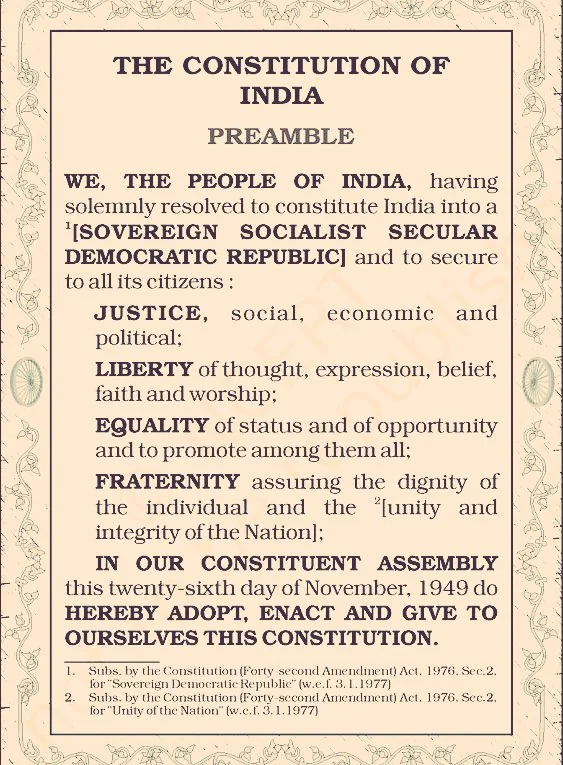 THE CONSTITUTION OF
INDIA
PREAMBLE
WE, THE PEOPLE OF INDIA, having
solemnly resolved to constitute India into a
¹[SOVEREIGN SOCIALIST SECULAR
DEMOCRATIC REPUBLIC] and to secure
to all its citizens :
JUSTICE, social, economic and
political;
LIBERTY of thought, expression, belief,
faith and worship;
EQUALITY of status and of opportunity
and to promote among them all;
FRATERNITY assuring the dignity of
the individual and the ²[unity and
integrity of the Nation];
IN OUR CONSTITUENT ASSEMBLY
this twenty-sixth day of November, 1949 do
HEREBY ADOPT, ENACT AND GIVE TO
OURSELVES THIS CONSTITUTION.
1. Subs. by the Constitution (Forty-second Amendment) Act, 1976, Sec.2,
for "Sovereign Democratic Republic" (w.e.f. 3.1.1977)
2. Subs. by the Constitution (Forty-second Amendment) Act, 1976, Sec.2,
for "Unity of the Nation" (w.e.f. 3.1.1977)